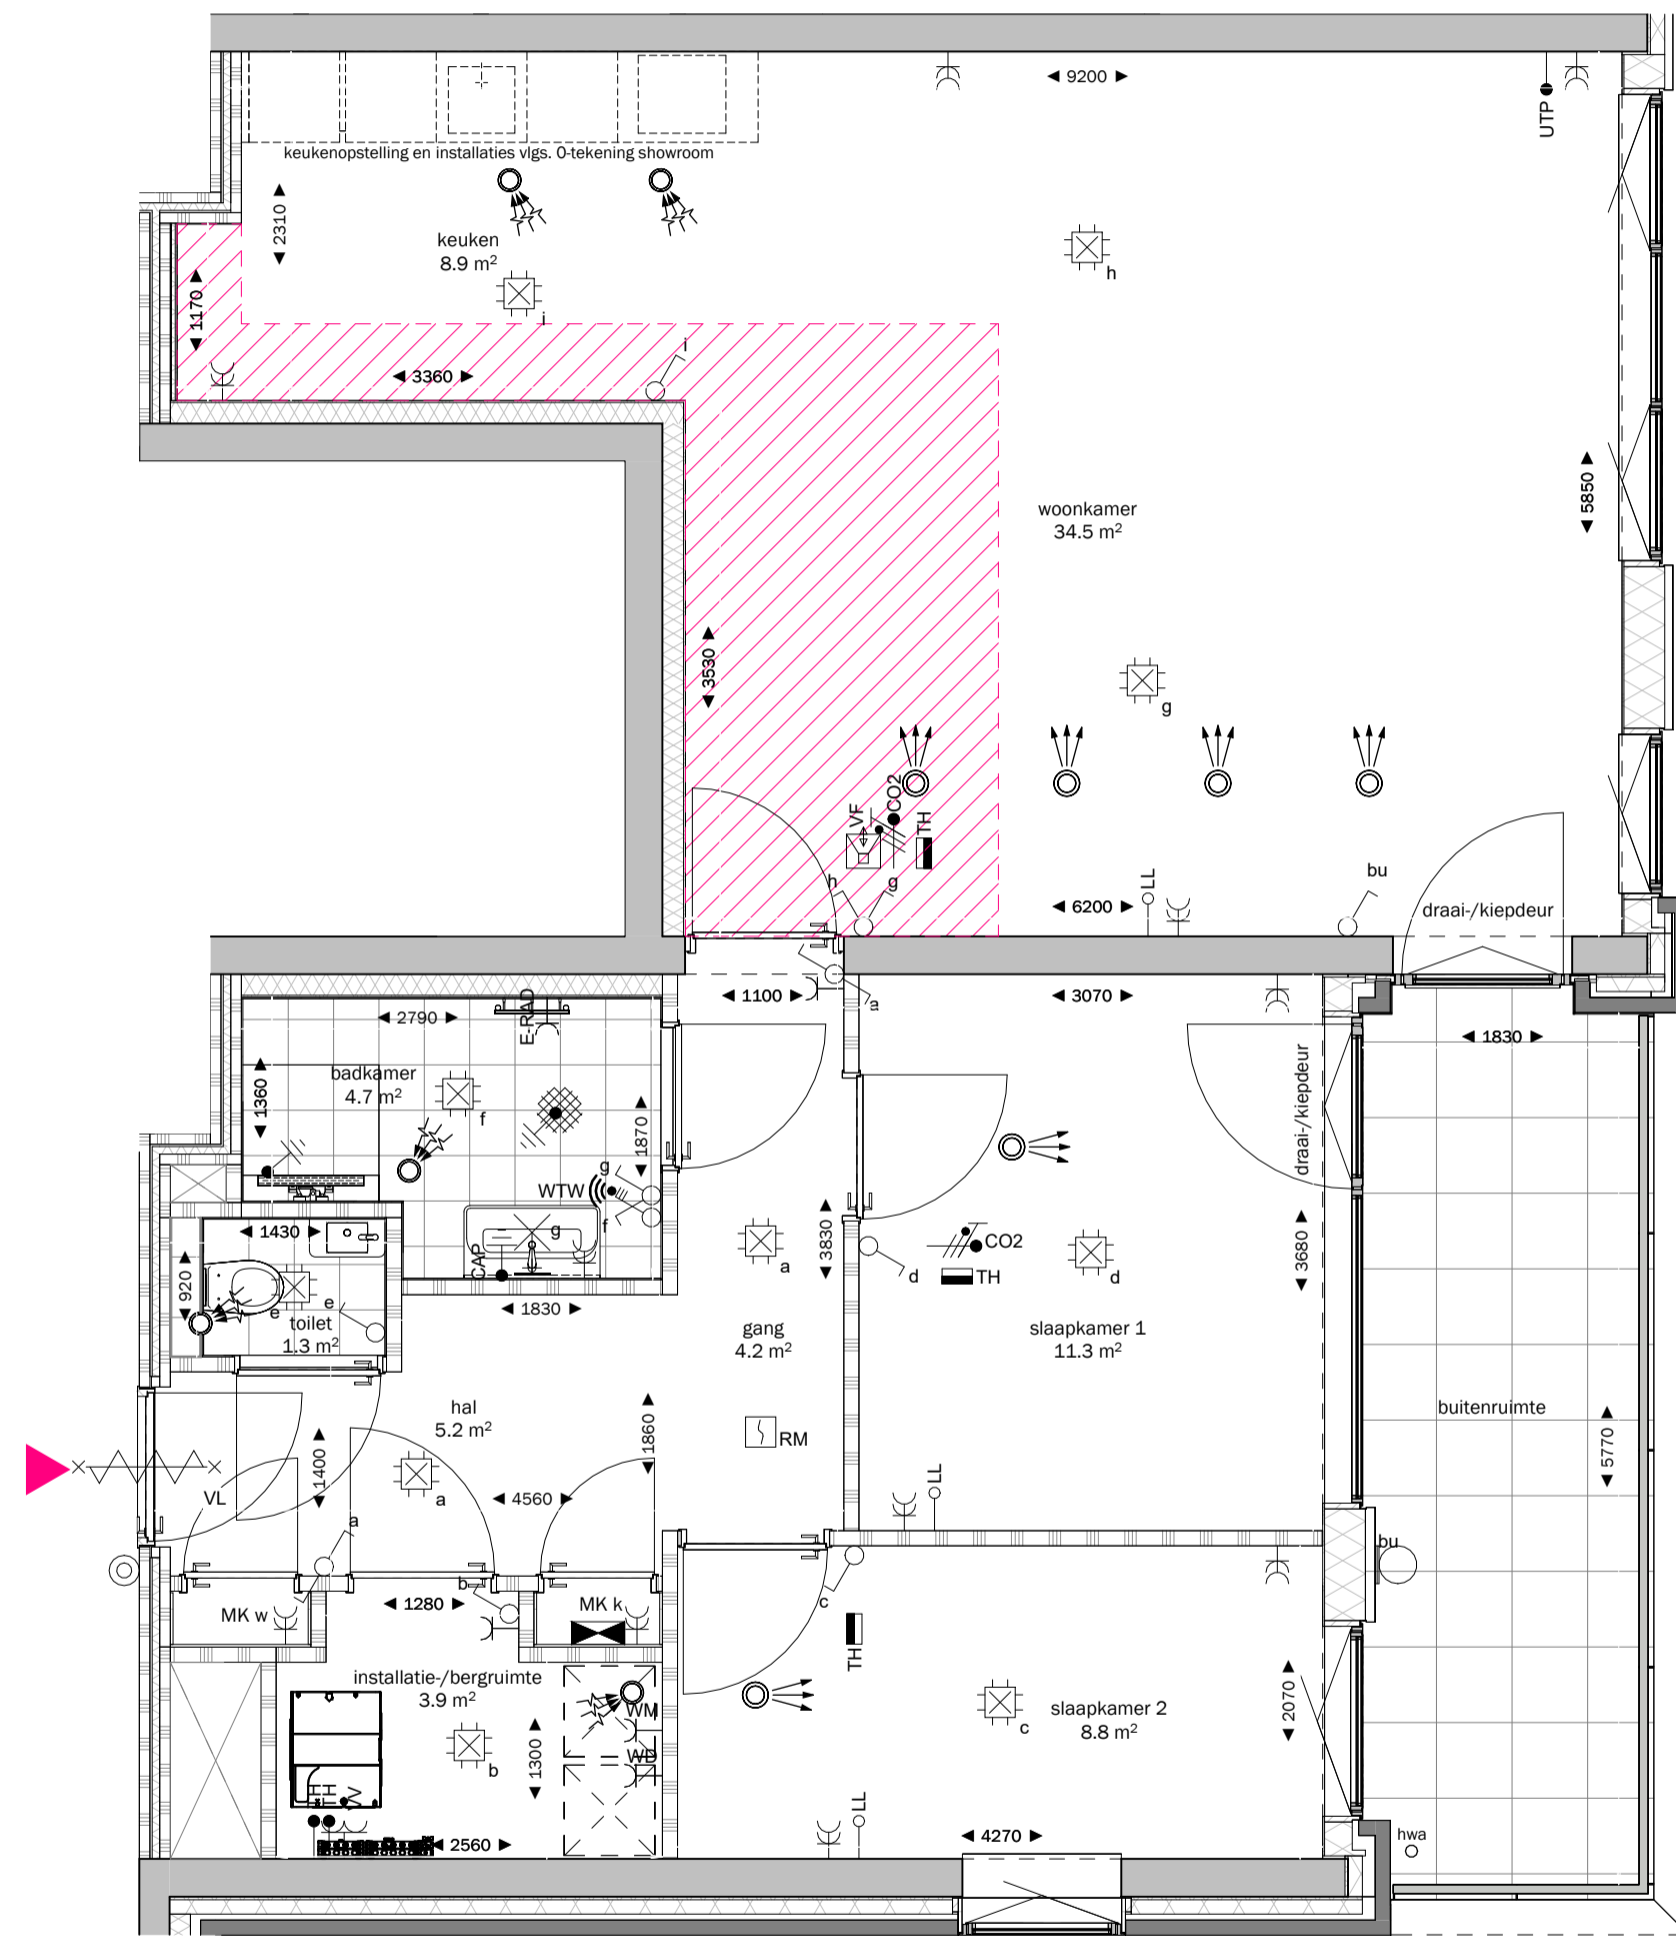 9200
UTP
keukenopstelling en installaties vlgs. 0-tekening showroom
2310
keuken
8.9 m²
h
i
1170
i
3360
5850
woonkamer
34.5 m²
3530
g
VF
CO2
TH
h
g
6200
LL
bu
draai-/kiepdeur
1100
a
3070
2790
E-RAD
1830
badkamer
4.7 m²
1360
f
1870
draai-/kiepdeur
g
WTW
f
g
1430
CAP
920
e
e
toilet
1.3 m²
1830
a
3830
CO2
TH
d
d
3680
gang
4.2 m²
slaapkamer 1
11.3 m²
hal
5.2 m²
1860
buitenruimte
1400
RM
5770
a
4560
LL
VL
a
bu
b
1280
MK w
MK k
c
TH
installatie-/bergruimte
3.9 m²
WM
slaapkamer 2
8.8 m²
c
2070
WD
1300
b
LL
2560
4270
hwa